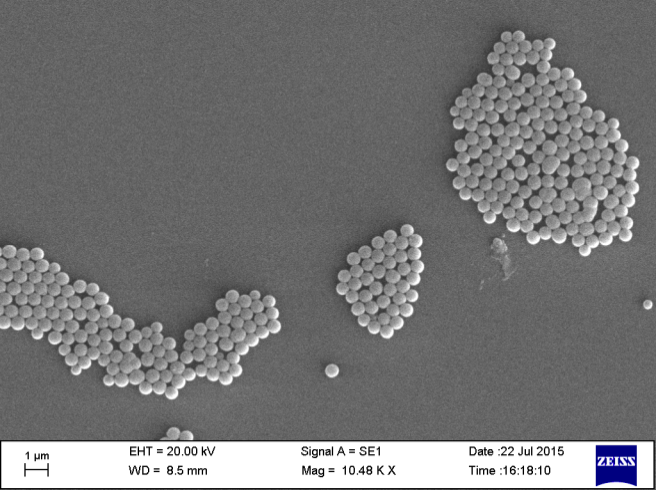 1 µm
EHT = 20.00 kV
WD = 8.5 mm
Signal A = SE1
Mag = 10.48 K X
Date :22 Jul 2015
Time :16:18:10
ZEISS